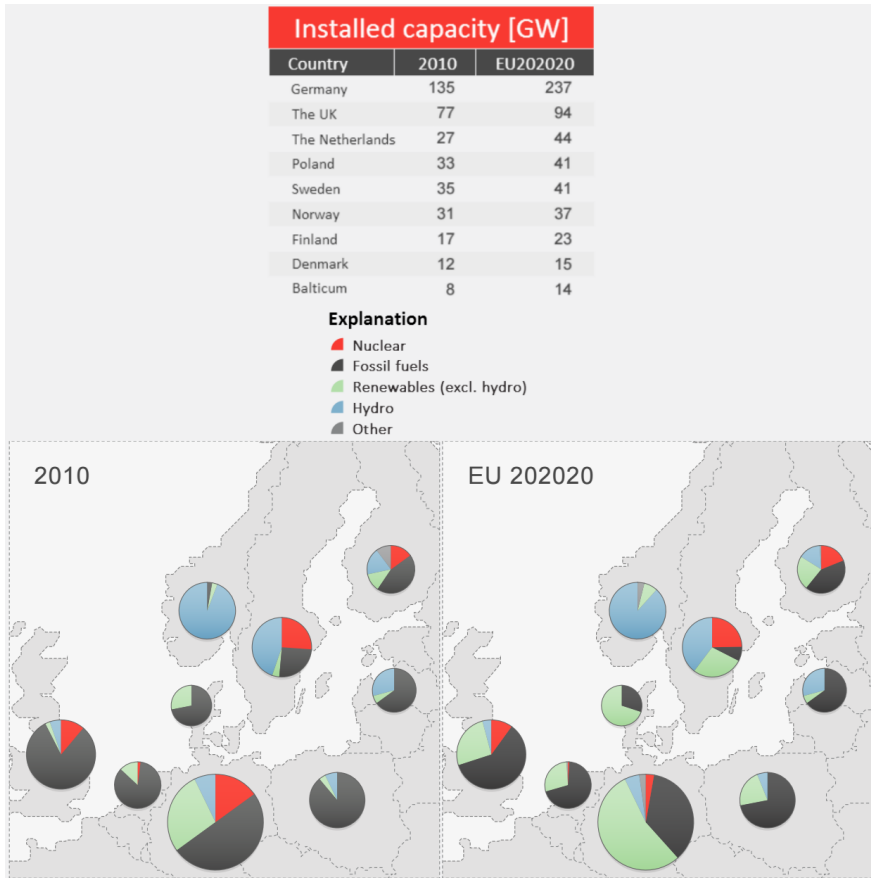 Installed capacity [GW]
Country 2010 EU202020
Germany 135 237
The UK 77 94
The Netherlands 27 44
Poland 33 41
Sweden 35 41
Norway 31 37
Finland 17 23
Denmark 12 15
Balticum 8 14
Explanation
Nuclear
Fossil fuels
Renewables (excl. hydro)
Hydro
Other
2010
EU 202020